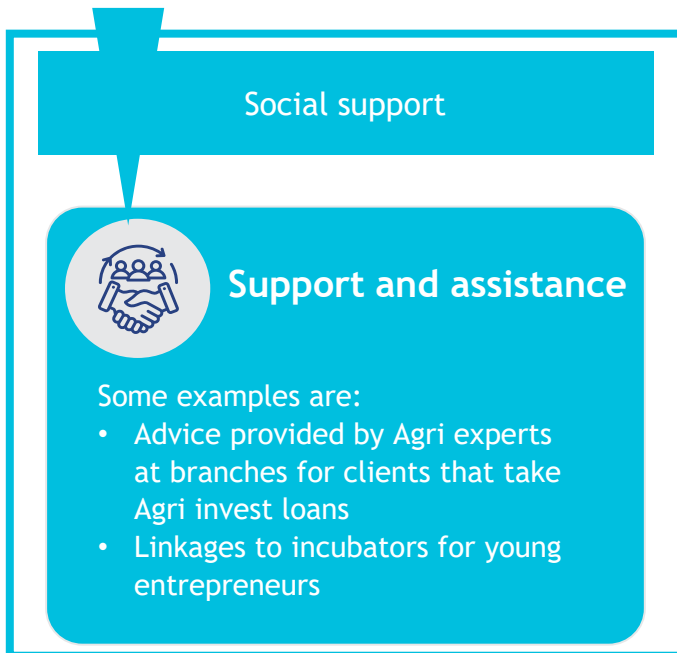 Social support
Support and assistance
Some examples are:
• Advice provided by Agri experts
at branches for clients that take
Agri invest loans
• Linkages to incubators for young
entrepreneurs